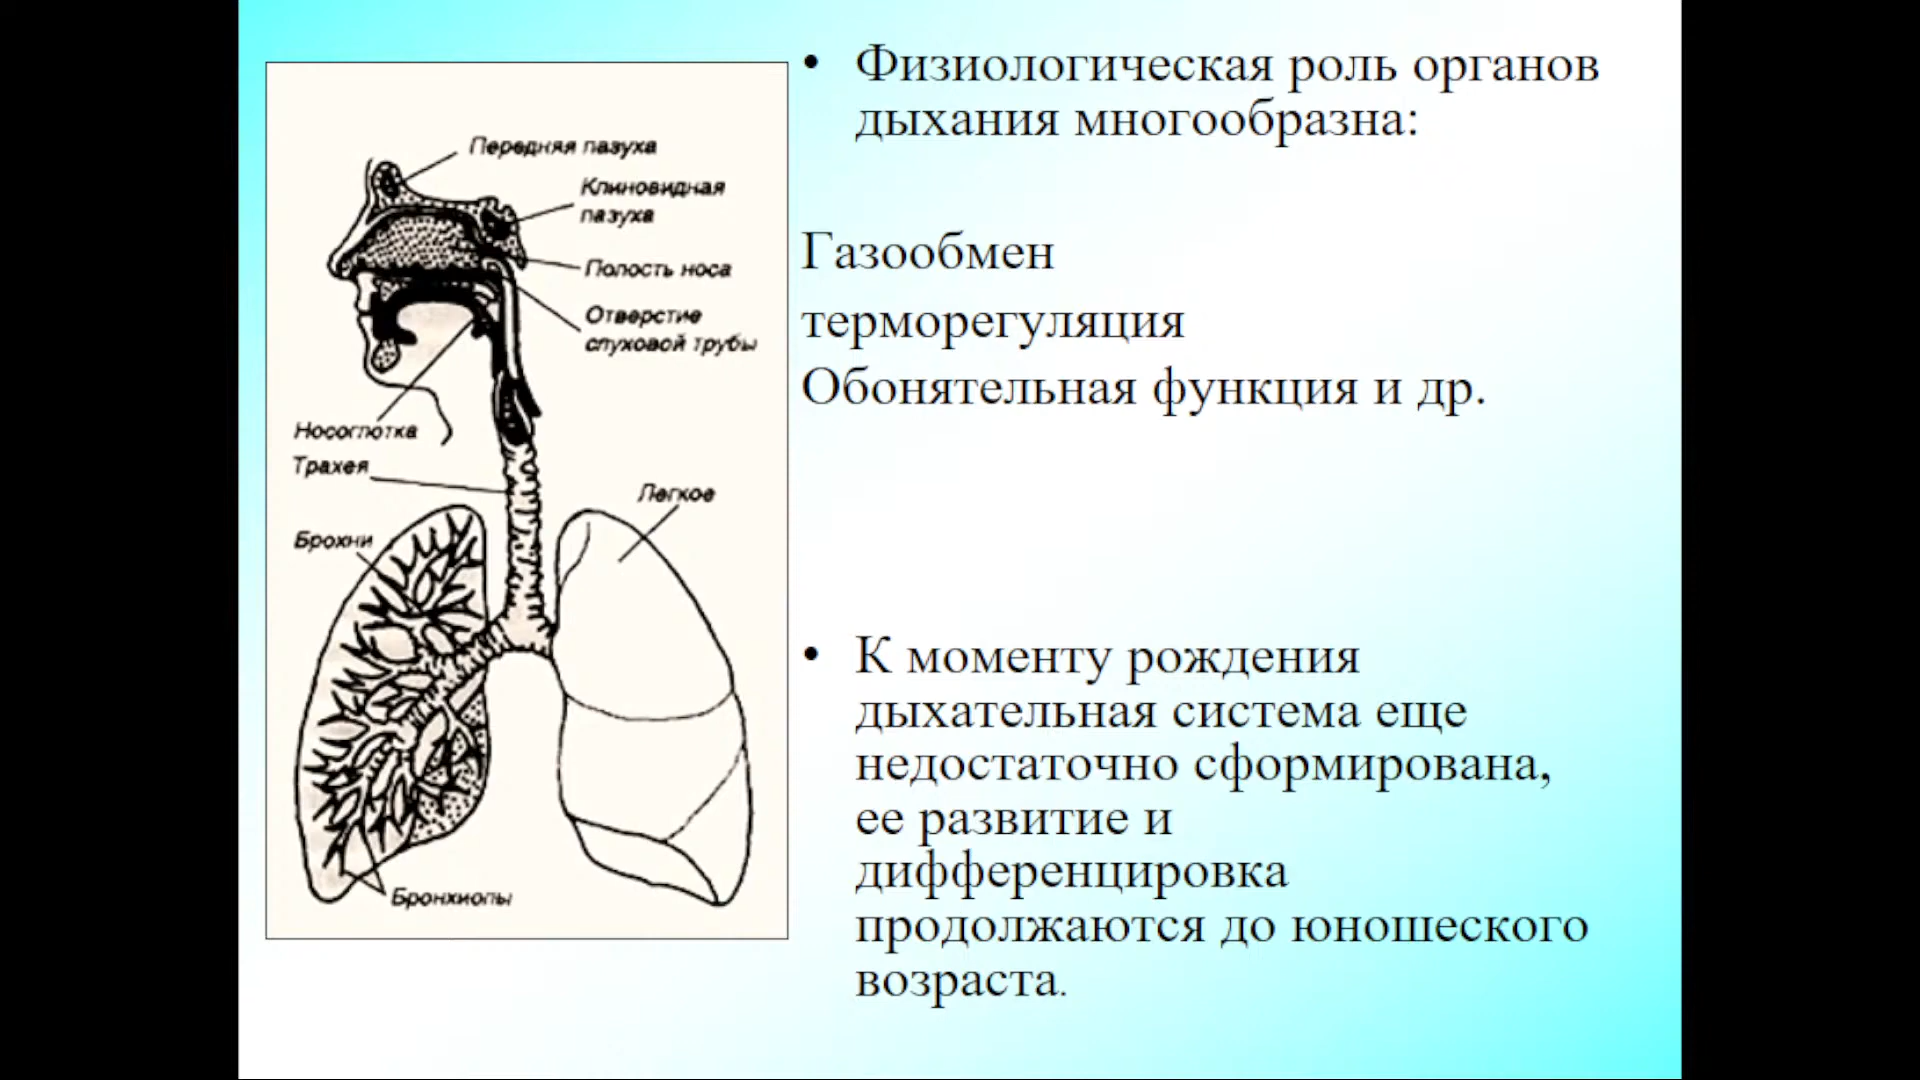 Передняя пазуха
Клиновидная
пазуха
Полость носа
Отверстие
слуховой трубы
Носоглотка
Трахея
Легкое
Брохни
Бронхиолы
• Физиологическая роль органов
дыхания многообразна:
Газообмен
терморегуляция
Обонятельная функция и др.
• К моменту рождения
дыхательная система еще
недостаточно сформирована,
ее развитие и
дифференцировка
продолжаются до юношеского
возраста.